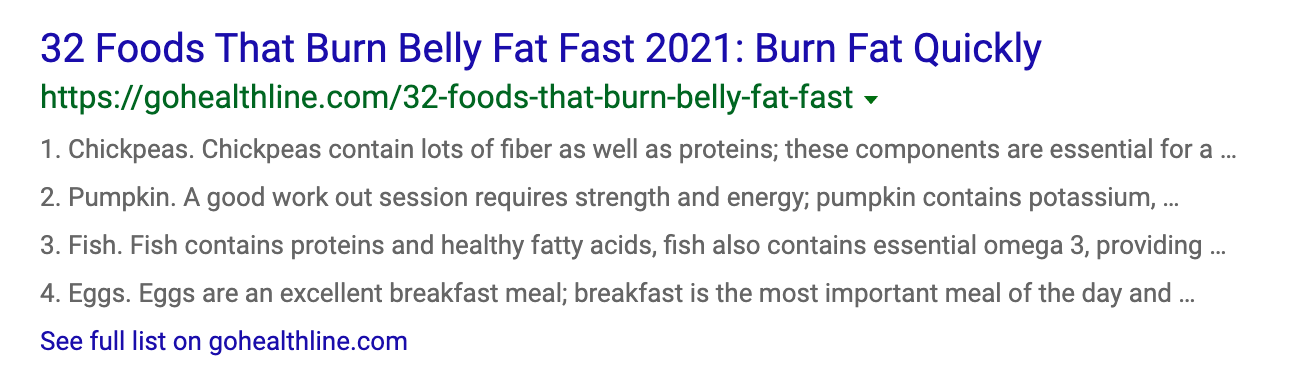 32 Foods That Burn Belly Fat Fast 2021: Burn Fat Quickly
https://gohealthline.com/32-foods-that-burn-belly-fat-fast
1. Chickpeas. Chickpeas contain lots of fiber as well as proteins; these components are essential for a ...
2. Pumpkin. A good work out session requires strength and energy; pumpkin contains potassium, ...
3. Fish. Fish contains proteins and healthy fatty acids, fish also contains essential omega 3, providing ...
4. Eggs. Eggs are an excellent breakfast meal; breakfast is the most important meal of the day and ...
See full list on gohealthline.com